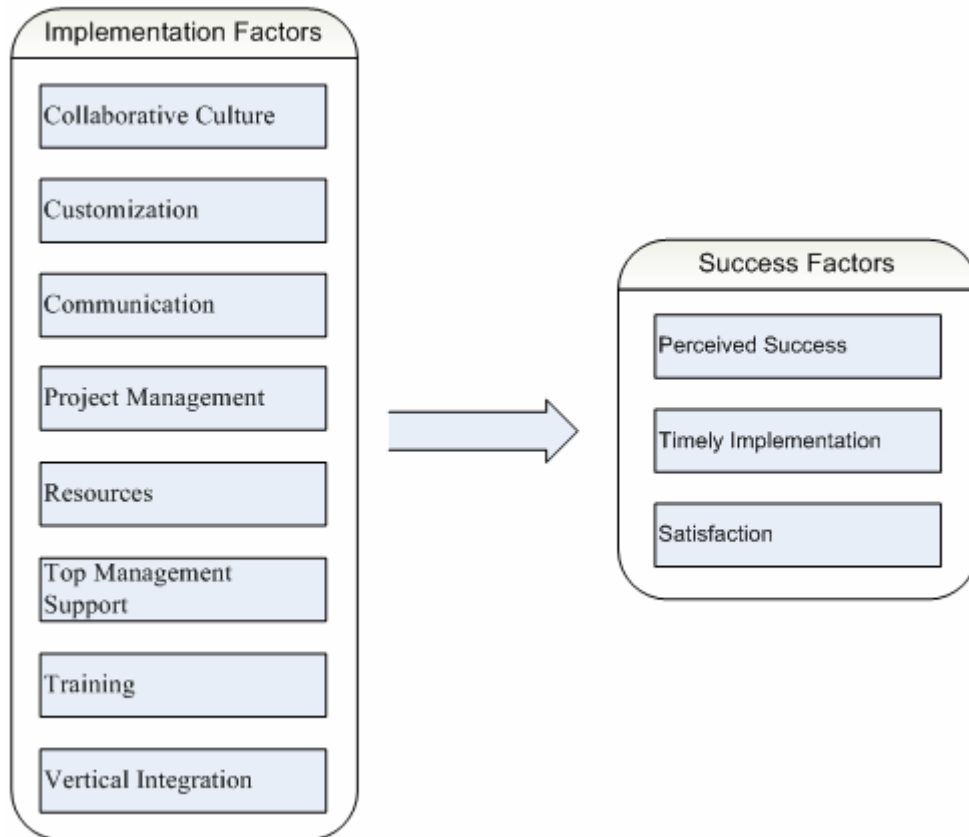 Implementation Factors
Collaborative Culture
Customization
Communication
Project Management
Resources
Top Management
Support
Training
Vertical Integration
Success Factors
Perceived Success
Timely Implementation
Satisfaction